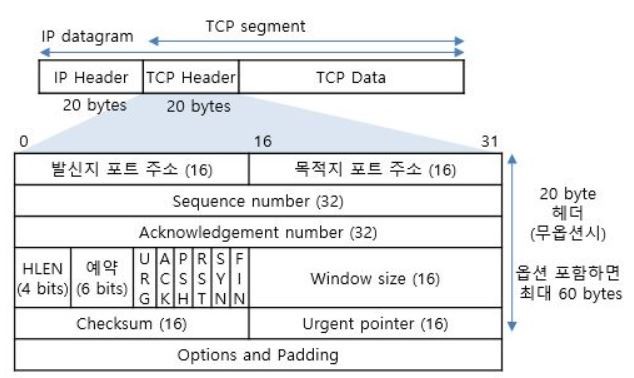 TCP segment
IP datagram
IP Header TCP Header TCP Data
20 bytes 20 bytes
0 16 31
발신지 포트 주소 (16) 목적지 포트 주소 (16)
Sequence number (32)
Acknowledgement number (32)
HLEN (4 bits)
예약 (6 bits)
URG
ACK
PSH
RST
SYN
FIN
Window size (16)
Checksum (16) Urgent pointer (16)
Options and Padding
20 byte
헤더
(무옵션시)
옵션 포함하면
최대 60 bytes